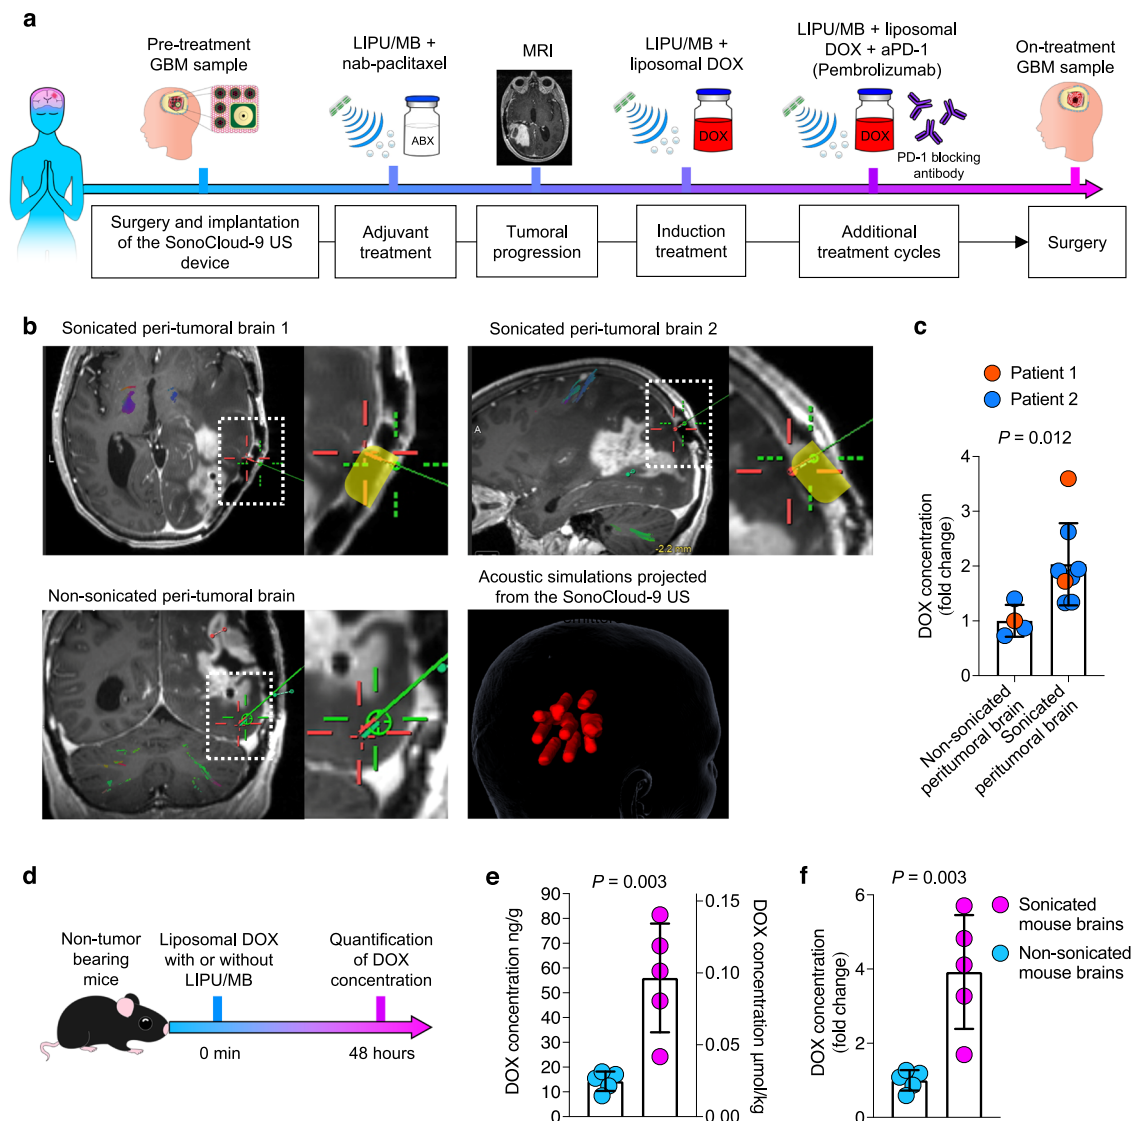 a
Pre-treatment
GBM sample
LIPU/MB +
nab-paclitaxel
ABX
MRI
LIPU/MB +
liposomal DOX
DOX
LIPU/MB + liposomal
DOX + aPD-1
(Pembrolizumab)
DOX
PD-1 blocking
antibody
On-treatment
GBM sample
Surgery and implantation
of the SonoCloud-9 US
device
Adjuvant
treatment
Tumoral
progression
Induction
treatment
Additional
treatment cycles
Surgery
b
Sonicated peri-tumoral brain 1
L
Sonicated peri-tumoral brain 2
A
-2.2 mm
Non-sonicated peri-tumoral brain
Acoustic simulations projected
from the SonoCloud-9 US
c
Patient 1
Patient 2
P = 0.012
DOX concentration
(fold change)
4
3
2
1
0
Non-sonicated
peritumoral brain
Sonicated
peritumoral brain
d
Non-tumor
bearing
mice
Liposomal DOX
with or without
LIPU/MB
Quantification
of DOX
concentration
0 min
48 hours
e
P = 0.003
DOX concentration ng/g
90
80
70
60
50
40
30
20
10
0
0.15
0.10
0.05
0.00
DOX concentration µmol/kg
f
P = 0.003
DOX concentration
(fold change)
6
4
2
0
Sonicated
mouse brains
Non-sonicated
mouse brains